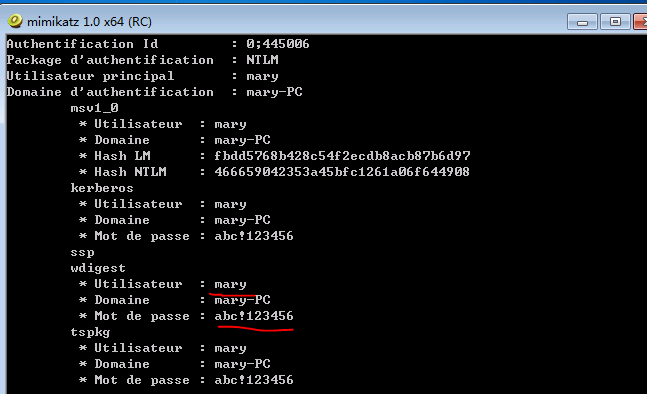 mimikatz 1.0 x64 (RC)
Authentification Id : 0;445006
Package d'authentification : NTLM
Utilisateur principal : mary
Domaine d'authentification : mary-PC
msv1_0
* Utilisateur : mary
* Domaine : mary-PC
* Hash LM : fbdd5768b428c54f2ecdb8acb87b6d97
* Hash NTLM : 466659042353a45bfc1261a06f644908
kerberos
* Utilisateur : mary
* Domaine : mary-PC
* Mot de passe : abc!123456
ssp
wdigest
* Utilisateur : mary
* Domaine : mary-PC
* Mot de passe : abc!123456
tspkg
* Utilisateur : mary
* Domaine : mary-PC
* Mot de passe : abc!123456